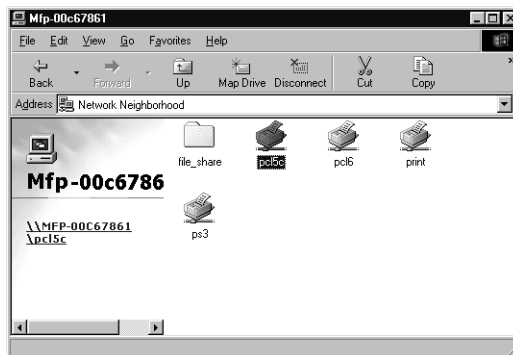 Mfp-00c67861
File Edit View Go Favorites Help
Back Forward Up Map Drive Disconnect Cut Copy
Address Network Neighborhood
file_share pcl5c pcl6 print
Mfp-00c6786
\\MFP-00C67861
\pcl5c
ps3